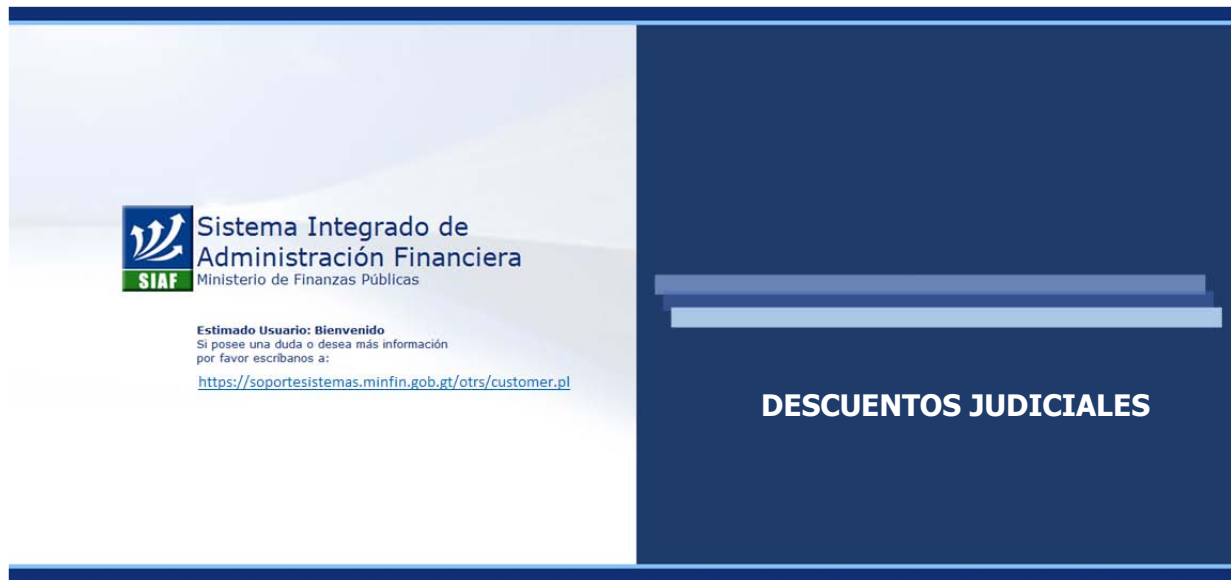 Sistema Integrado de
Administración Financiera
SIAF
Ministerio de Finanzas Públicas
Estimado Usuario: Bienvenido
Si posee una duda o desea más información
por favor escríbanos a:
https://soportesistemas.minfin.gob.gt/otrs/customer.pl
DESCUENTOS JUDICIALES